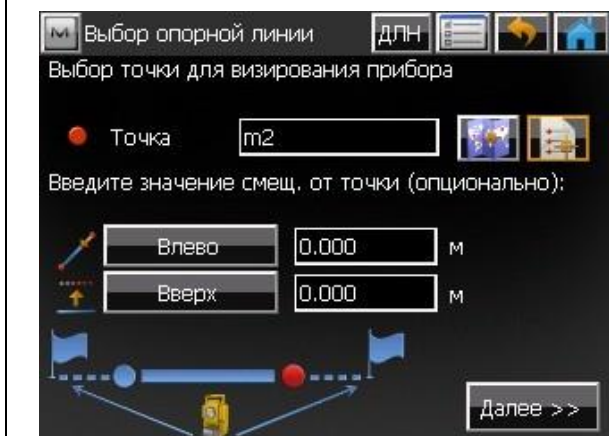 Выбор опорной линии ДЛН
Выбор точки для визирования прибора
Точка m2
Введите значение смещ. от точки (опционально):
Влево 0.000 м
Вверх 0.000 м
Далее >>